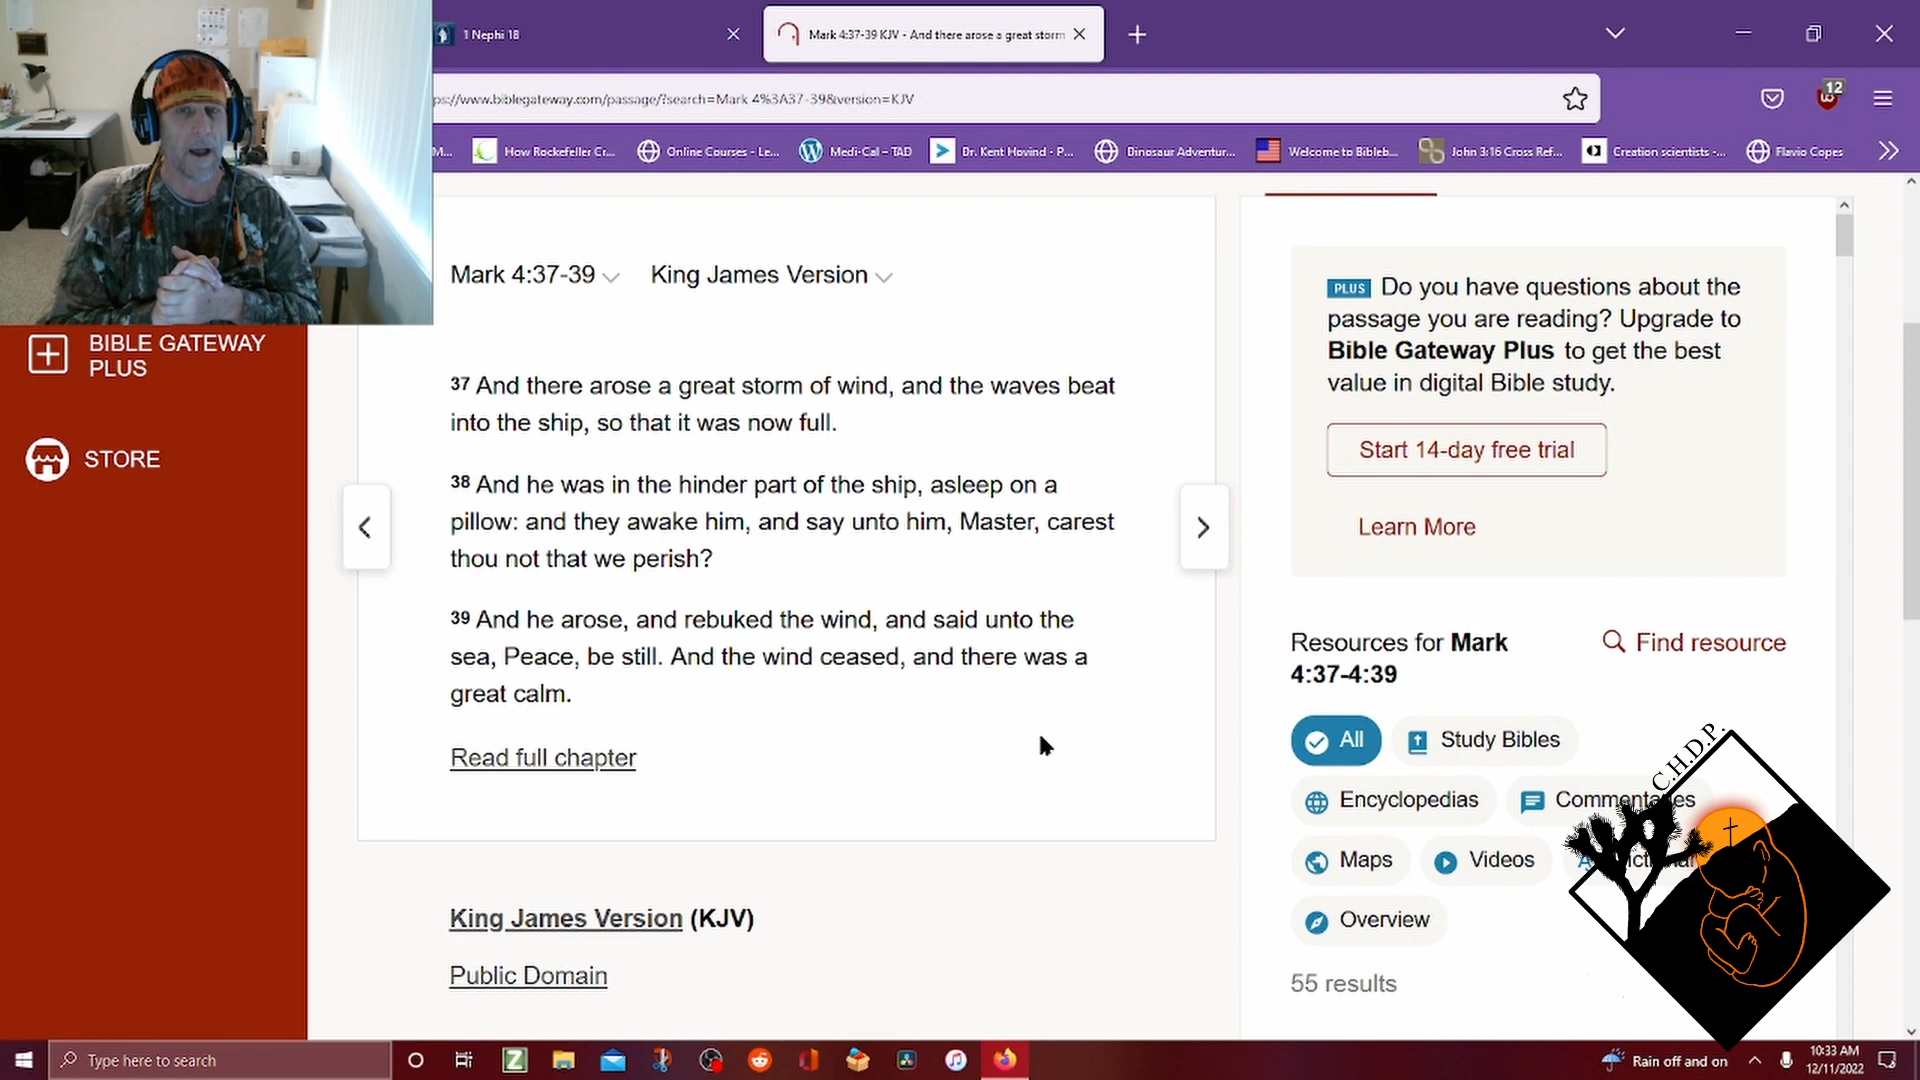 1 Nephi 18
Mark 4:37-39 KJV - And there arose a great storm
ps://www.biblegateway.com/passage/?search=Mark 4%3A37-39&version=KJV
12
M...
How Rockefeller Cr...
Online Courses - Le...
Medi-Cal – TAD
Dr. Kent Hovind - P...
Dinosaur Adventur...
Welcome to Bibleb...
John 3:16 Cross Ref...
Creation scientists -...
Flavio Copes
BIBLE GATEWAY
PLUS
STORE
Mark 4:37-39
King James Version
37 And there arose a great storm of wind, and the waves beat
into the ship, so that it was now full.
38 And he was in the hinder part of the ship, asleep on a
pillow: and they awake him, and say unto him, Master, carest
thou not that we perish?
39 And he arose, and rebuked the wind, and said unto the
sea, Peace, be still. And the wind ceased, and there was a
great calm.
Read full chapter
King James Version (KJV)
Public Domain
PLUS Do you have questions about the
passage you are reading? Upgrade to
Bible Gateway Plus to get the best
value in digital Bible study.
Start 14-day free trial
Learn More
Resources for Mark
4:37-4:39
Find resource
All
Study Bibles
Encyclopedias
Commentaries
Maps
Videos
Overview
55 results
C.H.D.P.
Type here to search
Rain off and on
10:33 AM
12/11/2022